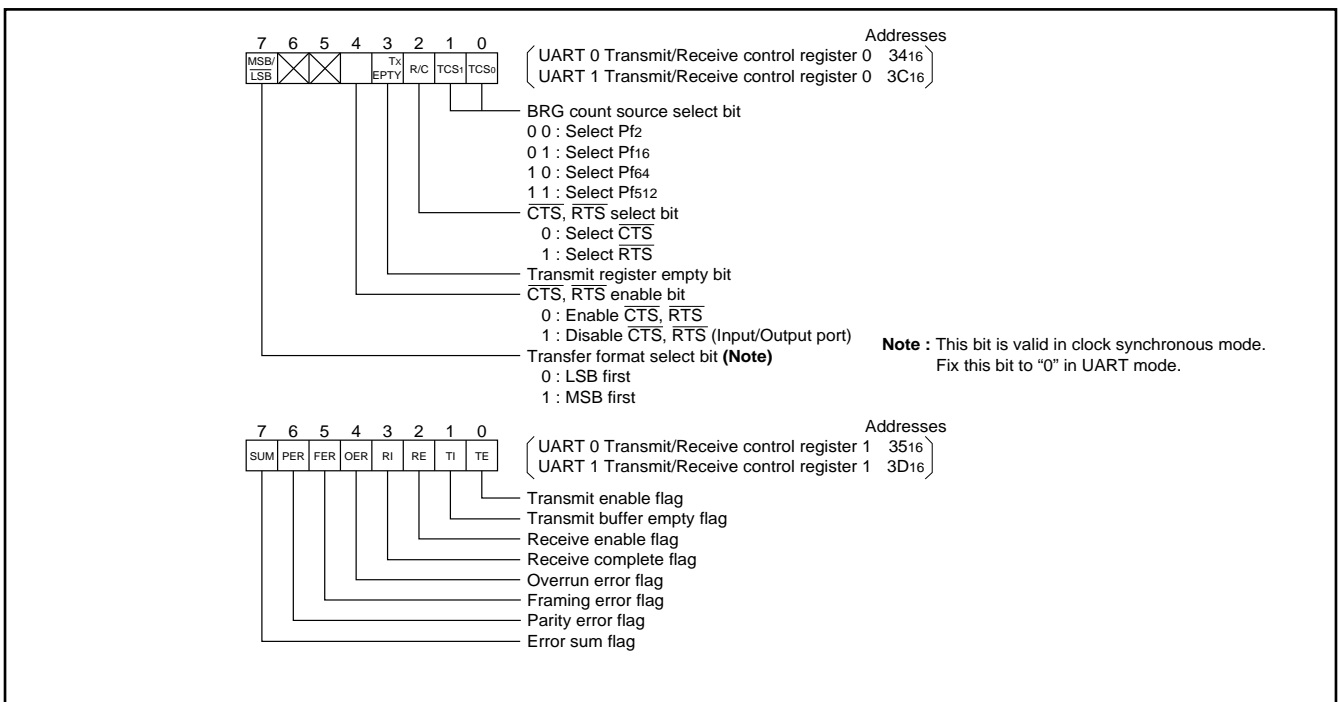 Addresses
7 6 5 4 3 2 1 0
MSB/LSB TX EPTY R/C TCS1 TCS0
UART 0 Transmit/Receive control register 0 3416
UART 1 Transmit/Receive control register 0 3C16
BRG count source select bit
0 0 : Select Pf2
0 1 : Select Pf16
1 0 : Select Pf64
1 1 : Select Pf512
CTS, RTS select bit
0 : Select CTS
1 : Select RTS
Transmit register empty bit
CTS, RTS enable bit
0 : Enable CTS, RTS
1 : Disable CTS, RTS (Input/Output port)
Transfer format select bit (Note)
0 : LSB first
1 : MSB first
Note : This bit is valid in clock synchronous mode.
Fix this bit to “0” in UART mode.
Addresses
7 6 5 4 3 2 1 0
SUM PER FER OER RI RE TI TE
UART 0 Transmit/Receive control register 1 3516
UART 1 Transmit/Receive control register 1 3D16
Transmit enable flag
Transmit buffer empty flag
Receive enable flag
Receive complete flag
Overrun error flag
Framing error flag
Parity error flag
Error sum flag